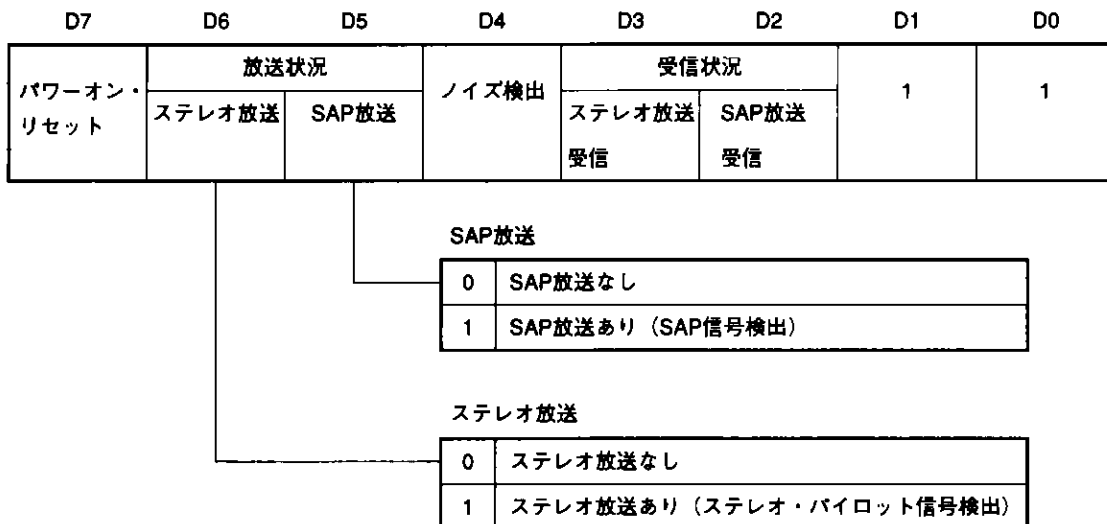 D7 D6 D5 D4 D3 D2 D1 D0
放送状況 受信状況
パワーオン・ ノイズ検出 1 1
ステレオ放送 SAP放送 ステレオ放送 SAP放送
リセット
受信 受信
SAP放送
0 SAP放送なし
1 SAP放送あり（SAP信号検出）
ステレオ放送
0 ステレオ放送なし
1 ステレオ放送あり（ステレオ・パイロット信号検出）